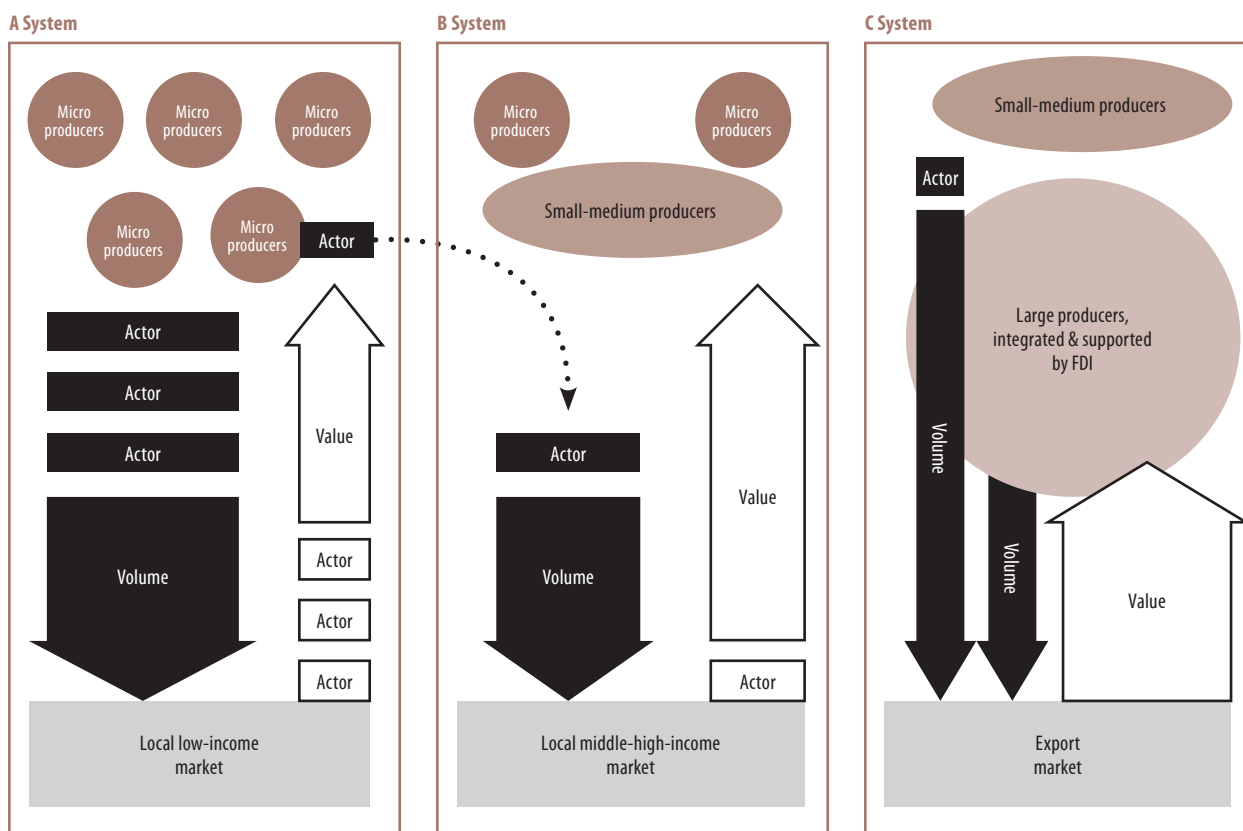 A System
Micro
producers
Micro
producers
Micro
producers
Micro
producers
Micro
producers
Actor
Actor
Actor
Actor
Volume
Value
Actor
Actor
Actor
Local low-income
market
B System
Micro
producers
Micro
producers
Small-medium producers
Actor
Volume
Value
Actor
Local middle-high-income
market
C System
Small-medium producers
Actor
Large producers,
integrated & supported
by FDI
Volume
Volume
Value
Export
market